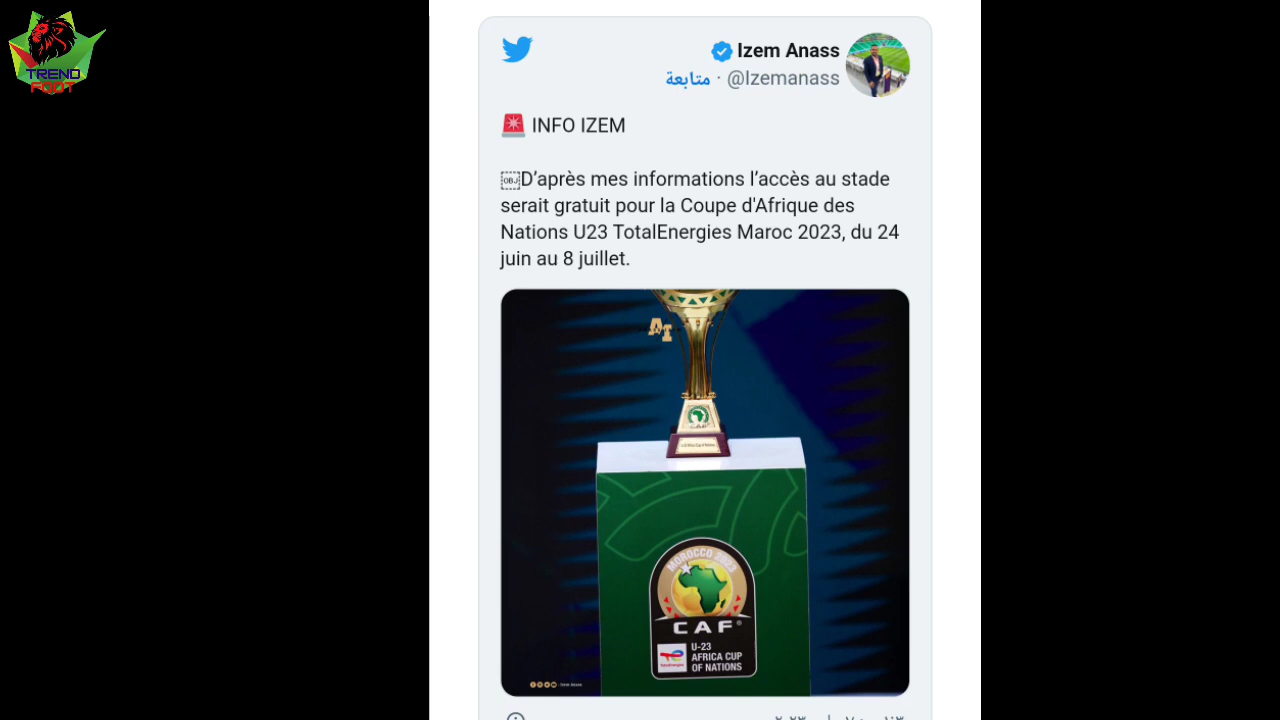 TREND
FOOT
Izem Anass
@Izemanass · متابعة
INFO IZEM
D’après mes informations l’accès au stade
serait gratuit pour la Coupe d'Afrique des
Nations U23 TotalEnergies Maroc 2023, du 24
juin au 8 juillet.
CAF
MOROCCO 2023
CAF
U-23
AFRICA CUP
OF NATIONS
TotalEnergies